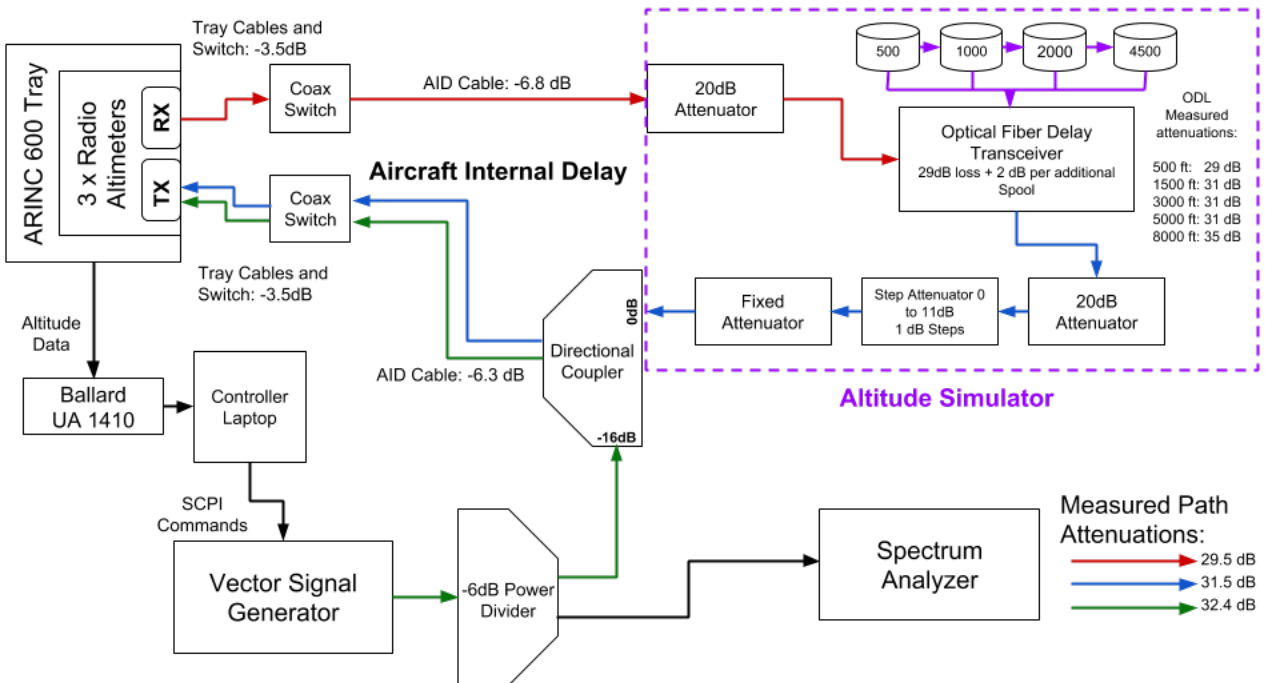 Tray Cables and
Switch: -3.5dB
ARINC 600 Tray
3 x Radio
Altimeters
RX
TX
Coax
Switch
AID Cable: -6.8 dB
20dB
Attenuator
500
1000
2000
4500
Optical Fiber Delay
Transceiver
29dB loss + 2 dB per additional
Spool
ODL
Measured
attenuations:
500 ft: 29 dB
1500 ft: 31 dB
3000 ft: 31 dB
5000 ft: 31 dB
8000 ft: 35 dB
Aircraft Internal Delay
Coax
Switch
Tray Cables and
Switch: -3.5dB
0dB
Directional
Coupler
-16dB
Fixed
Attenuator
Step Attenuator 0
to 11dB
1 dB Steps
20dB
Attenuator
Altitude Simulator
AID Cable: -6.3 dB
Altitude
Data
Ballard
UA 1410
Controller
Laptop
SCPI
Commands
Vector Signal
Generator
-6dB Power
Divider
Spectrum
Analyzer
Measured Path
Attenuations:
29.5 dB
31.5 dB
32.4 dB